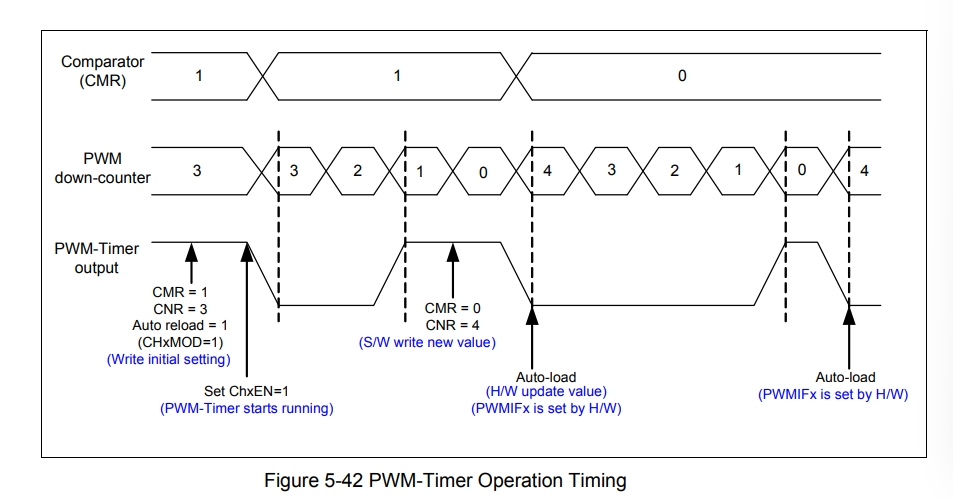 Comparator
(CMR)
1
1
0
PWM
down-counter
3
3
2
1
0
4
3
2
1
0
4
PWM-Timer
output
CMR = 1
CNR = 3
Auto reload = 1
(CHxMOD=1)
(Write initial setting)
Set ChxEN=1
(PWM-Timer starts running)
CMR = 0
CNR = 4
(S/W write new value)
Auto-load
(H/W update value)
(PWMIFx is set by H/W)
Auto-load
(PWMIFx is set by H/W)
Figure 5-42 PWM-Timer Operation Timing